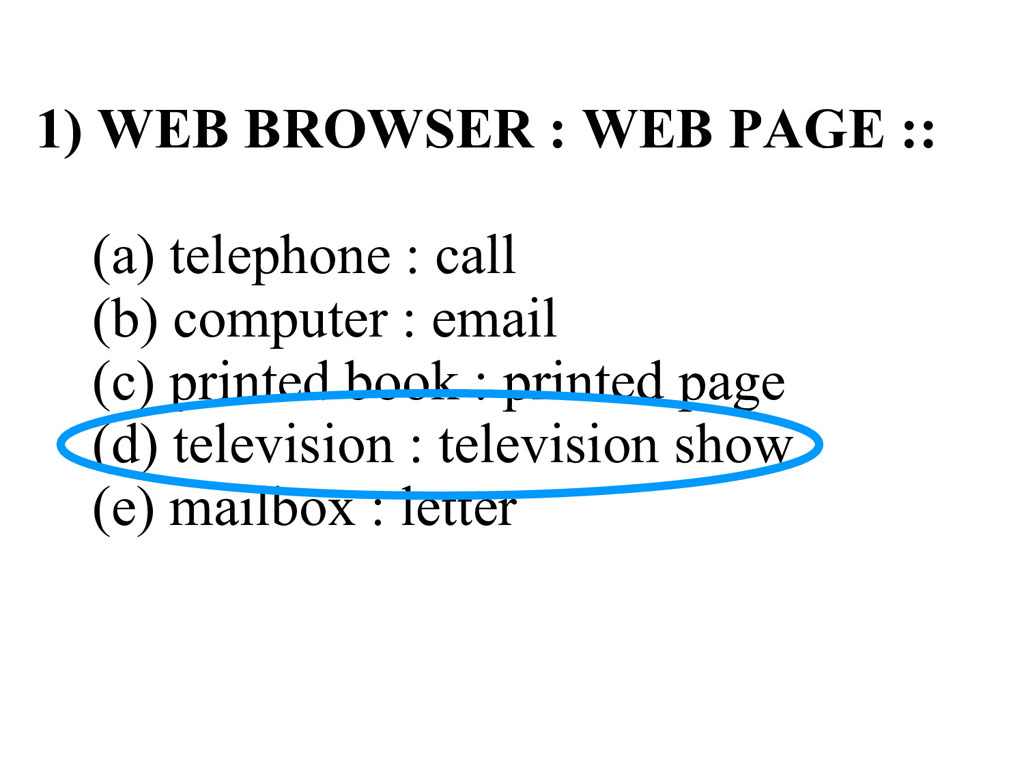 1) WEB BROWSER : WEB PAGE ::
(a) telephone : call
(b) computer : email
(c) printed book : printed page
(d) television : television show
(e) mailbox : letter